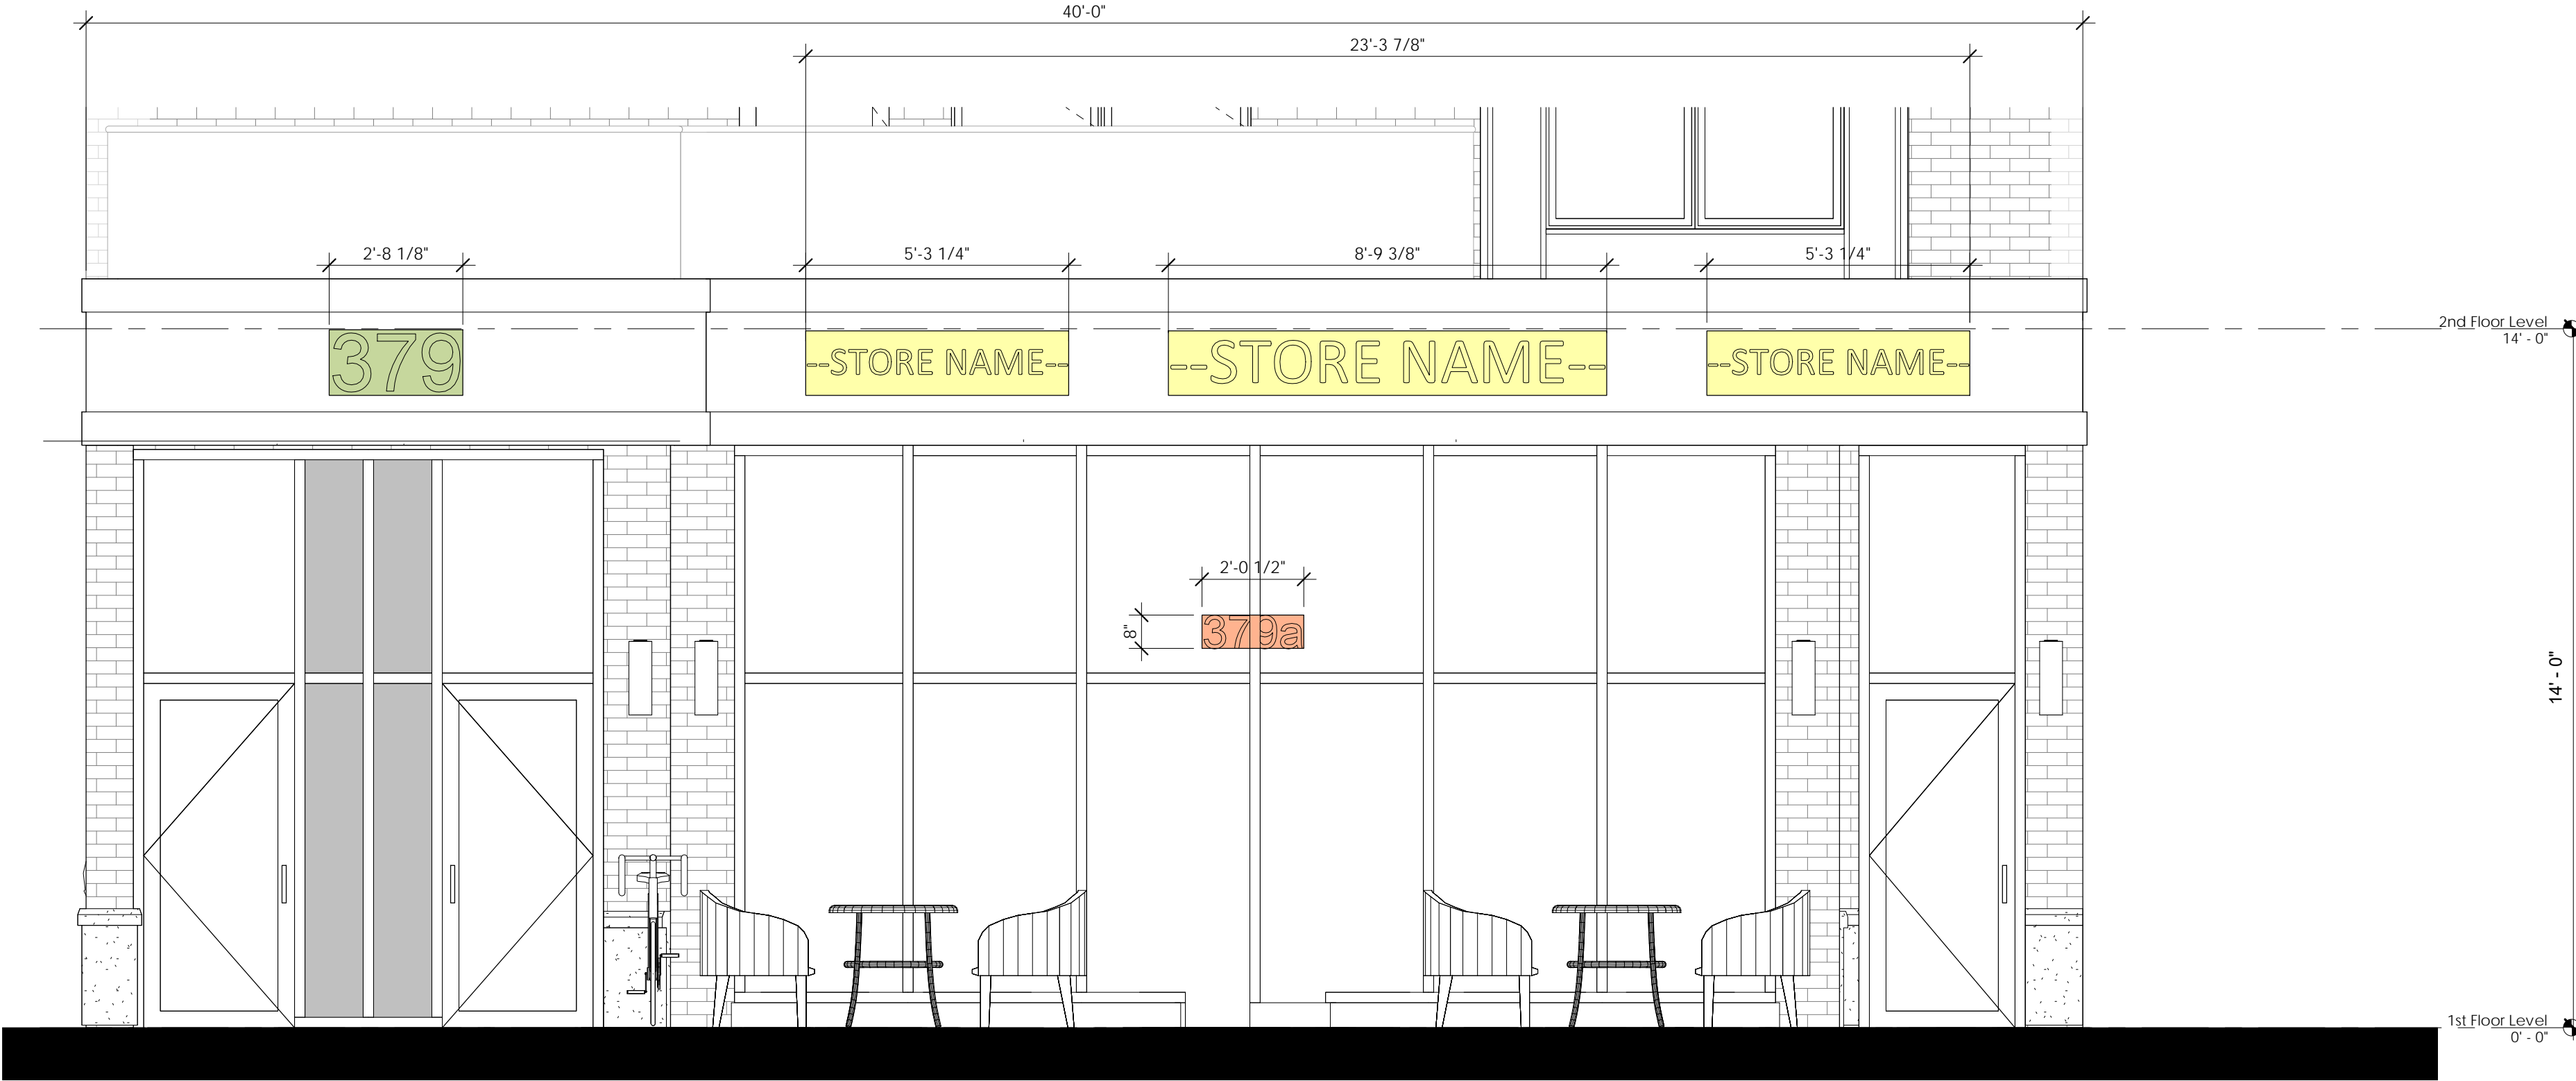 40'-0"
23'-3 7/8"
2'-8 1/8"
5'-3 1/4"
8'-9 3/8"
5'-3 1/4"
2nd Floor Level
14' - 0"
379
--STORE NAME--
--STORE NAME--
--STORE NAME--
2'-0 1/2"
8"
379a
14' - 0"
1st Floor Level
0' - 0"